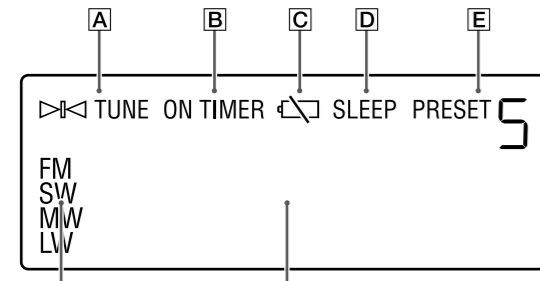 A B C D E
TUNE ON TIMER SLEEP PRESET 5
FM
SW
MW
LW